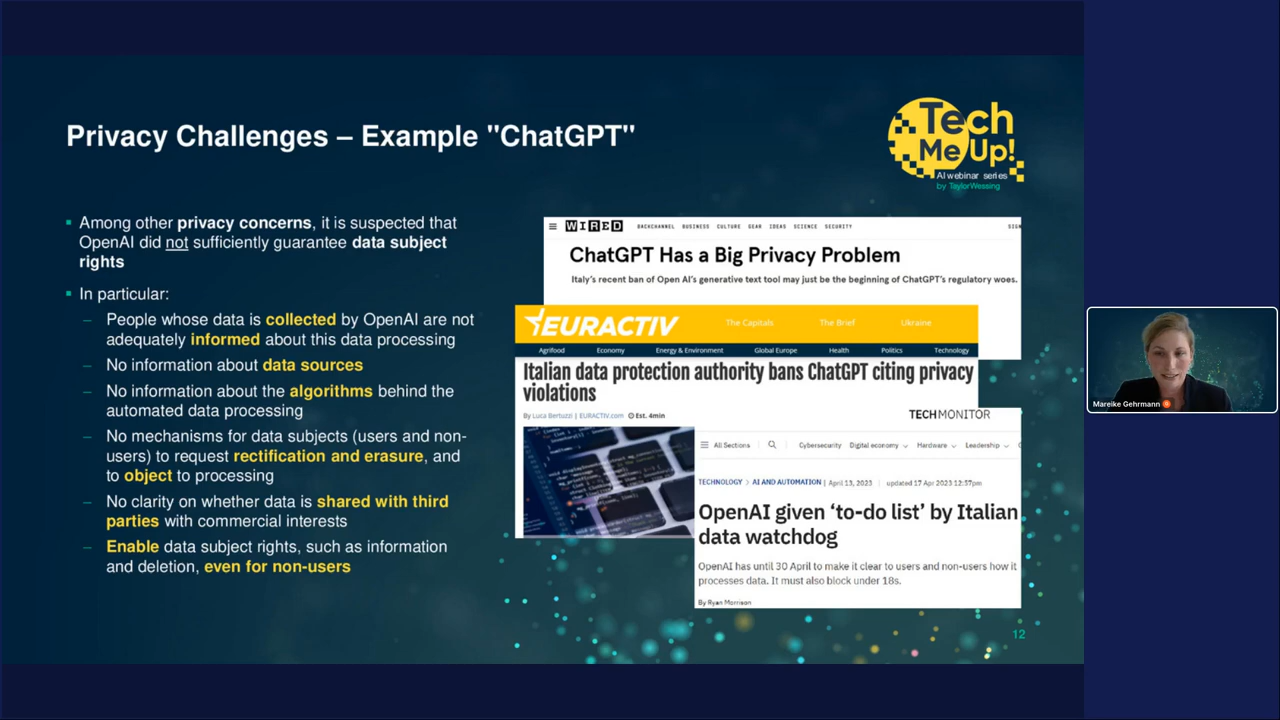 Privacy Challenges – Example "ChatGPT"
Tech
Me Up!
AI webinar series
by TaylorWessing
Among other privacy concerns, it is suspected that
OpenAI did not sufficiently guarantee data subject
rights
In particular:
– People whose data is collected by OpenAI are not
adequately informed about this data processing
– No information about data sources
– No information about the algorithms behind the
automated data processing
– No mechanisms for data subjects (users and non-
users) to request rectification and erasure, and
to object to processing
– No clarity on whether data is shared with third
parties with commercial interests
– Enable data subject rights, such as information
and deletion, even for non-users
WIRED BACKCHANNEL BUSINESS CULTURE GEAR IDEAS SCIENCE SECURITY SIGN
ChatGPT Has a Big Privacy Problem
Italy's recent ban of Open AI's generative text tool may just be the beginning of ChatGPT's regulatory woes.
EURACTIV The Capitals The Brief Ukraine
Agrifood Economy Energy & Environment Global Europe Health Politics Technology
Italian data protection authority bans ChatGPT citing privacy
violations
By Luca Bertuzzi | EURACTIV.com Est. 4min
TECHMONITOR
All Sections Cybersecurity Digital economy Hardware Leadership
TECHNOLOGY > AI AND AUTOMATION | April 13, 2023 | updated 17 Apr 2023 12:57pm
OpenAI given ‘to-do list’ by Italian
data watchdog
OpenAI has until 30 April to make it clear to users and non-users how it
processes data. It must also block under 18s.
By Ryan Morrison
12
Mareike Gehrmann